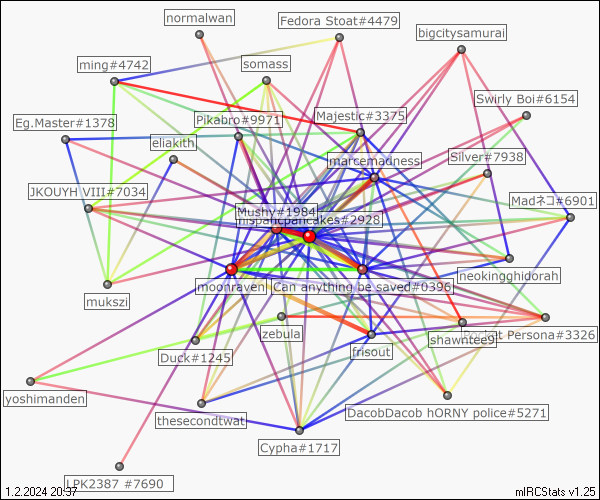 normalwan
Fedora Stoat#4479
bigcitysamurai
ming#4742
somass
Swirly Boi#6154
Eg.Master#1378
Pikabro#9971
Majestic#3375
eliakith
marcemadness
Silver#7938
JKOUYH VIII#7034
Madネコ#6901
Mushy#1984
mspancpancakes#2928
moonraven
Can anything be saved#0396
neokingghidorah
mukszi
zebula
shawntee9
Persona#3326
Duck#1245
frisout
yoshimanden
thesecondtwat
DacobDacob hORNY police#5271
Cypha#1717
LPK2387 #7690
1.2.2024 20:37
mIRCStats v1.25